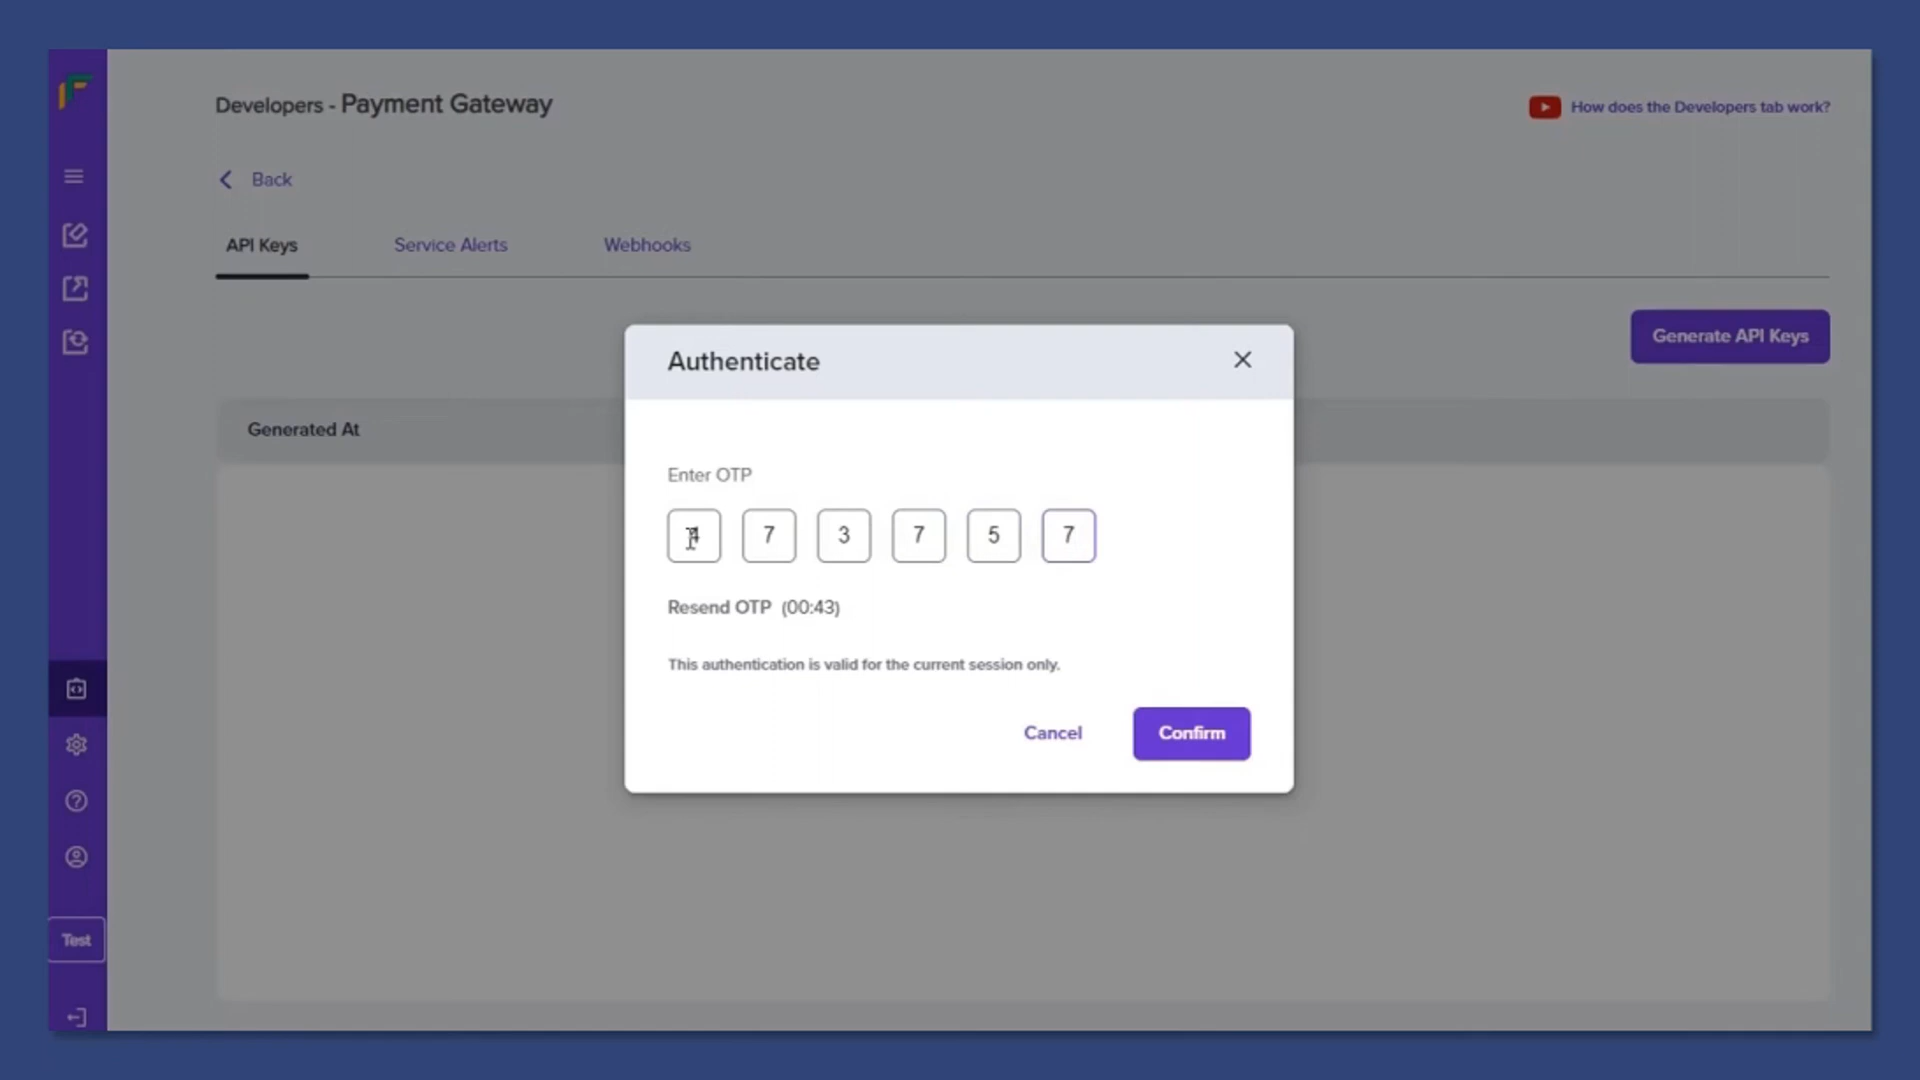 Developers - Payment Gateway
How does the Developers tab work?
Back
API Keys
Service Alerts
Webhooks
Generate API Keys
Generated At
Authenticate
Enter OTP
7 3 7 5 7
Resend OTP (00:43)
This authentication is valid for the current session only.
Cancel
Confirm
Test